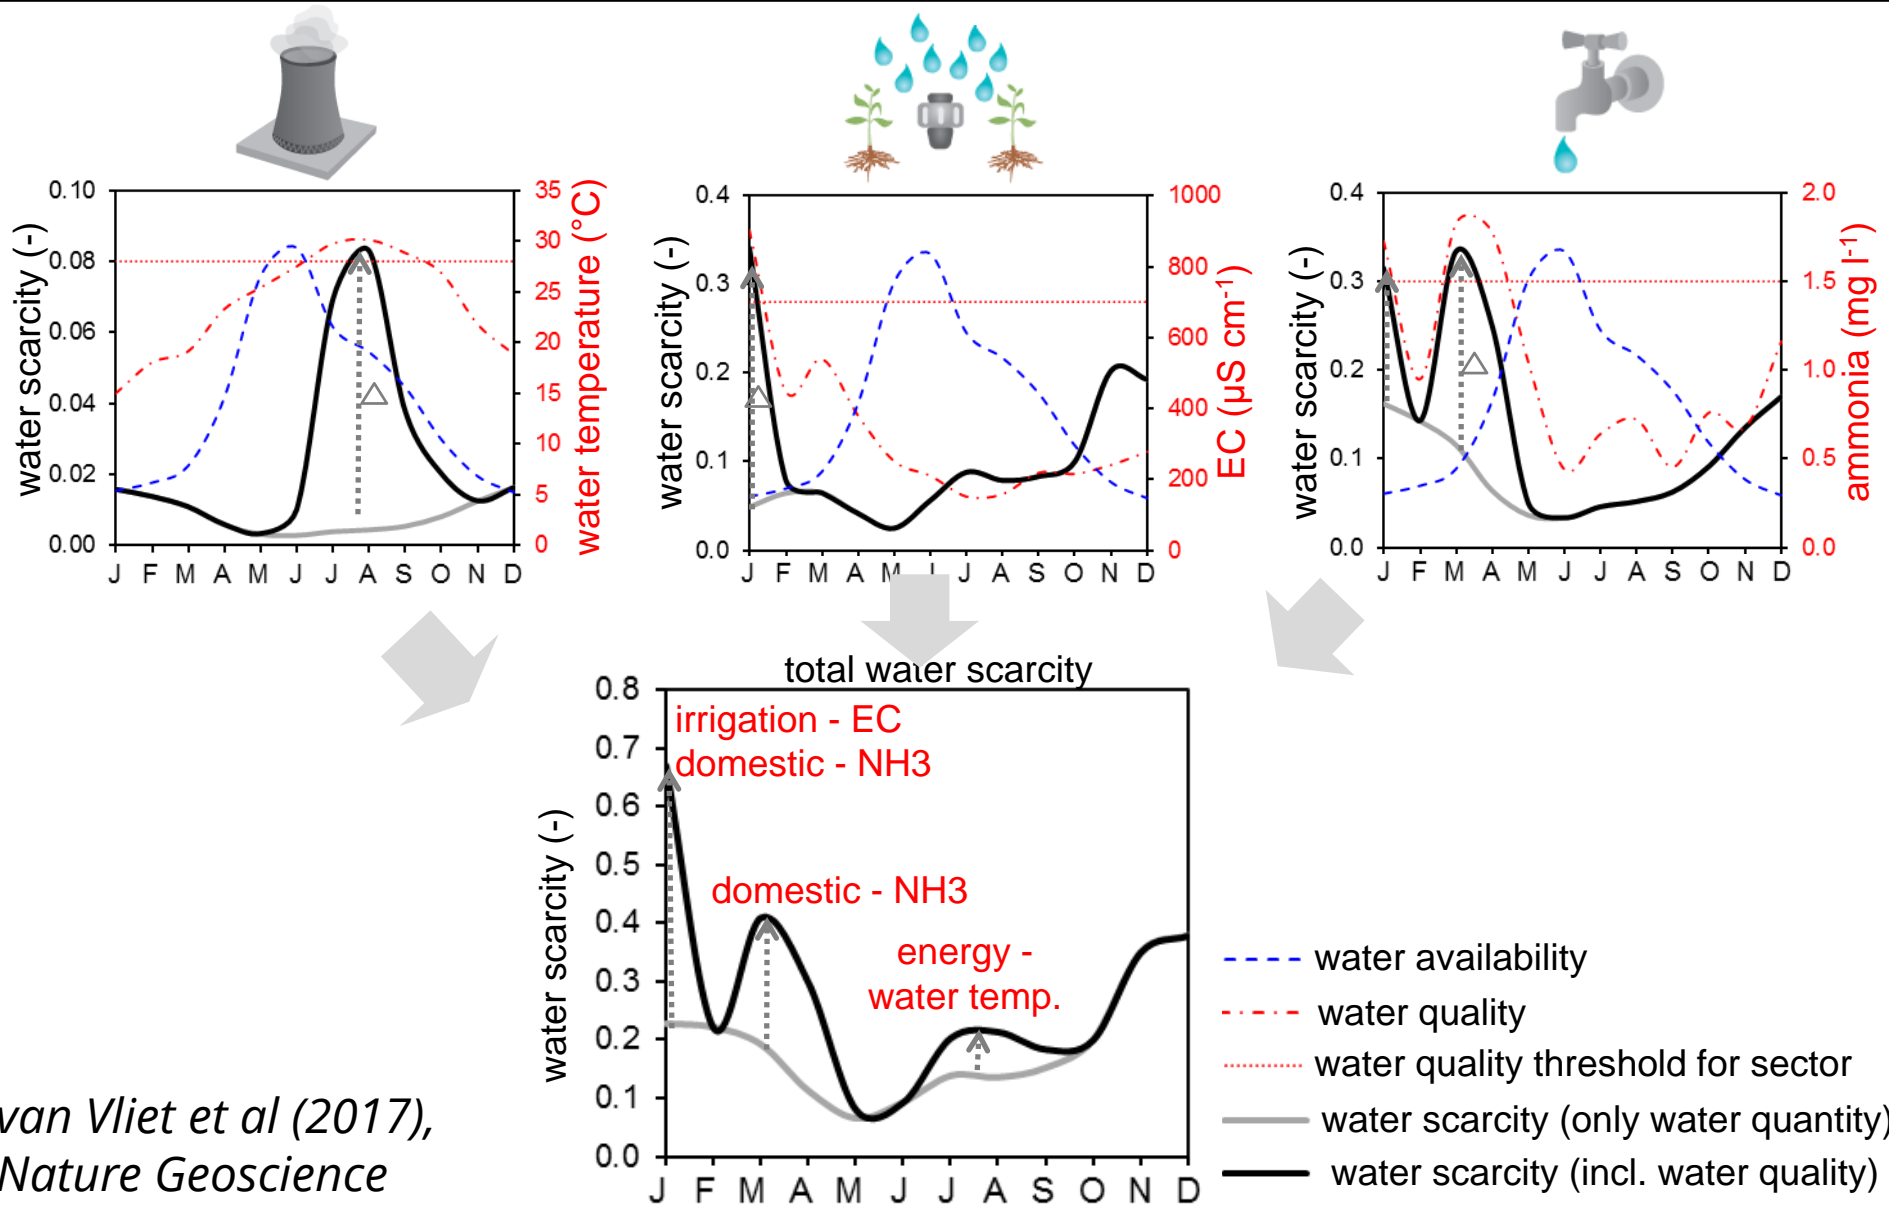 water scarcity (-)
0.10
0.08
0.06
0.04
0.02
0.00
J F M A M J J A S O N D
35
30
25
20
15
10
5
0
water temperature (°C)
water scarcity (-)
0.4
0.3
0.2
0.1
0.0
J F M A M J J A S O N D
1000
800
600
400
200
0
EC (µS cm-1)
water scarcity (-)
0.4
0.3
0.2
0.1
0.0
J F M A M J J A S O N D
2.0
1.5
1.0
0.5
0.0
ammonia (mg l-1)
total water scarcity
water scarcity (-)
0.8
0.7
0.6
0.5
0.4
0.3
0.2
0.1
0.0
J F M A M J J A S O N D
irrigation - EC
domestic - NH3
domestic - NH3
energy -
water temp.
water availability
water quality
water quality threshold for sector
water scarcity (only water quantity)
water scarcity (incl. water quality)
van Vliet et al (2017),
Nature Geoscience